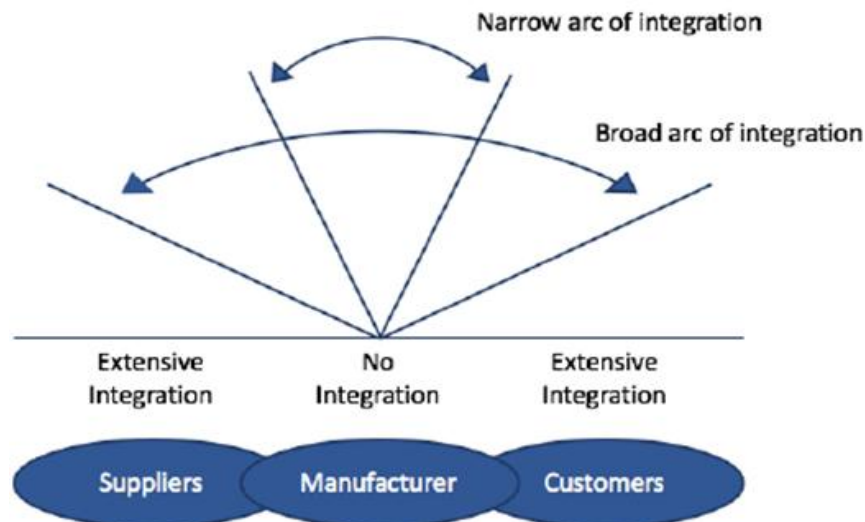 Narrow arc of integration
Broad arc of integration
Extensive
Integration
No
Integration
Extensive
Integration
Suppliers
Manufacturer
Customers